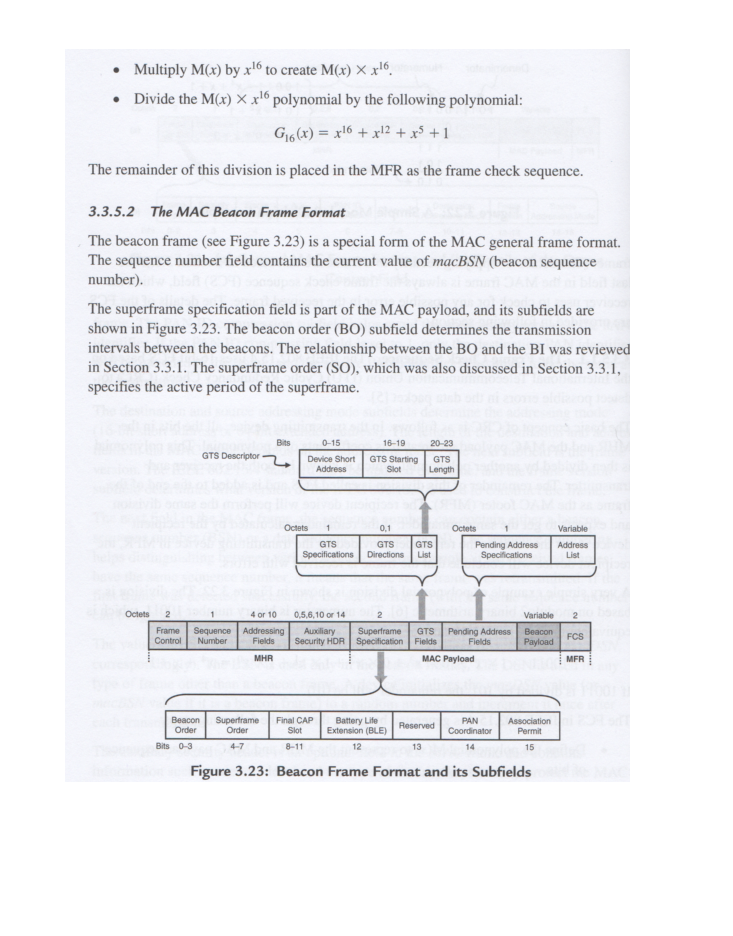 • Multiply M(x) by x¹⁶ to create M(x) × x¹⁶.
• Divide the M(x) × x¹⁶ polynomial by the following polynomial:
G₁₆(x) = x¹⁶ + x¹² + x⁵ + 1
The remainder of this division is placed in the MFR as the frame check sequence.
3.3.5.2 The MAC Beacon Frame Format
The beacon frame (see Figure 3.23) is a special form of the MAC general frame format.
The sequence number field contains the current value of macBSN (beacon sequence
number).
The superframe specification field is part of the MAC payload, and its subfields are
shown in Figure 3.23. The beacon order (BO) subfield determines the transmission
intervals between the beacons. The relationship between the BO and the BI was reviewed
in Section 3.3.1. The superframe order (SO), which was also discussed in Section 3.3.1,
specifies the active period of the superframe.
Bits 0–15 16–19 20–23
GTS Descriptor
Device Short GTS Starting GTS
Address Slot Length
Octets 1 0,1 Octets 1 Variable
GTS GTS GTS Pending Address Address
Specifications Directions List Specifications List
Octets 2 1 4 or 10 0,5,6,10 or 14 2 Variable 2
Frame Sequence Addressing Auxiliary Superframe GTS Pending Address Beacon FCS
Control Number Fields Security HDR Specification Fields Fields Payload
MHR MAC Payload MFR
Beacon Superframe Final CAP Battery Life Reserved PAN Association
Order Order Slot Extension (BLE) Coordinator Permit
Bits 0–3 4–7 8–11 12 13 14 15
Figure 3.23: Beacon Frame Format and its Subfields